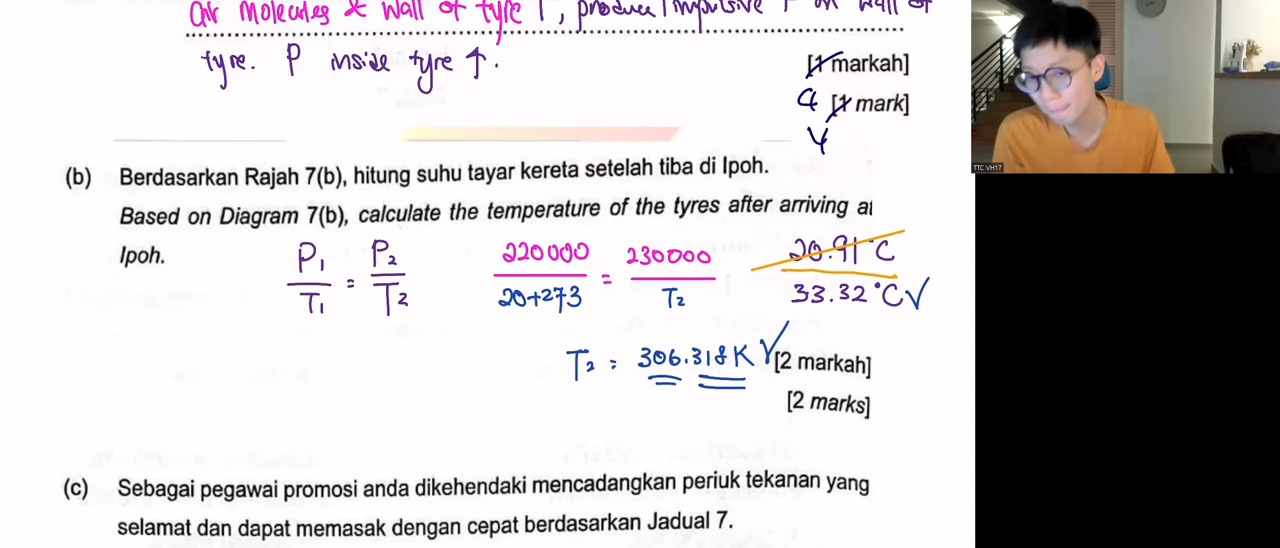 air molecules & wall of tyre ↑, produce ↑ impulsive F on wall of
tyre. P inside tyre ↑.
[1 markah]
4 [1 mark]
4
(b) Berdasarkan Rajah 7(b), hitung suhu tayar kereta setelah tiba di Ipoh.
Based on Diagram 7(b), calculate the temperature of the tyres after arriving at
Ipoh.
P₁/T₁ = P₂/T₂
220000/20+273 = 230000/T₂
20.91°C
33.32°C ✓
T₂ = 306.318K ✓
[2 markah]
[2 marks]
(c) Sebagai pegawai promosi anda dikehendaki mencadangkan periuk tekanan yang
selamat dan dapat memasak dengan cepat berdasarkan Jadual 7.
TTC VH17